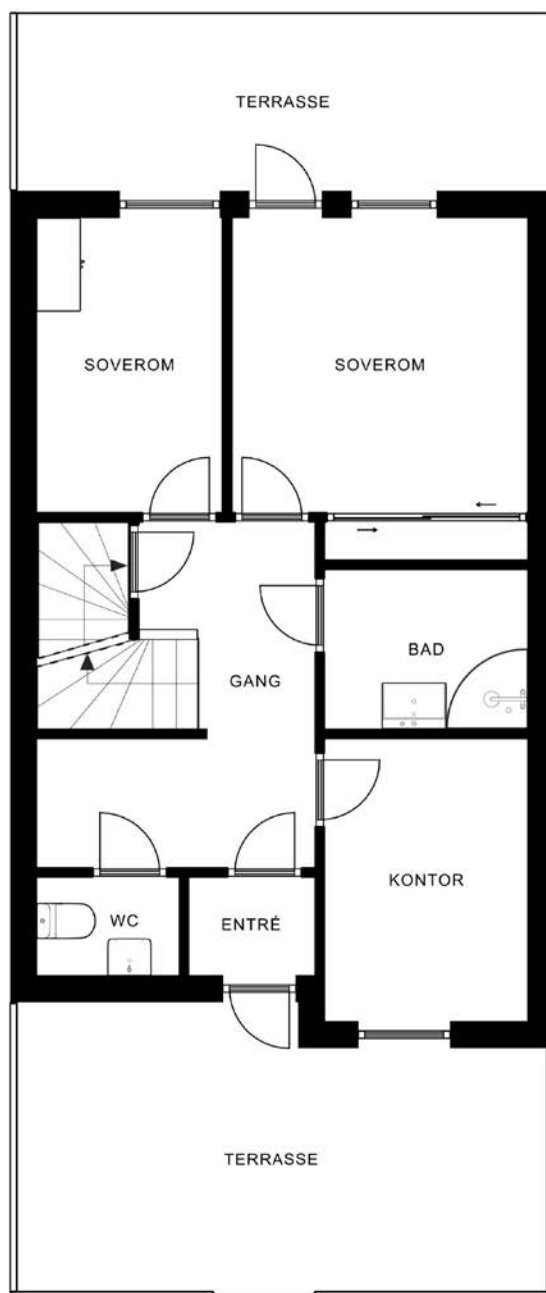 TERRASSE
SOVEROM
SOVEROM
BAD
GANG
KONTOR
WC
ENTRÉ
TERRASSE